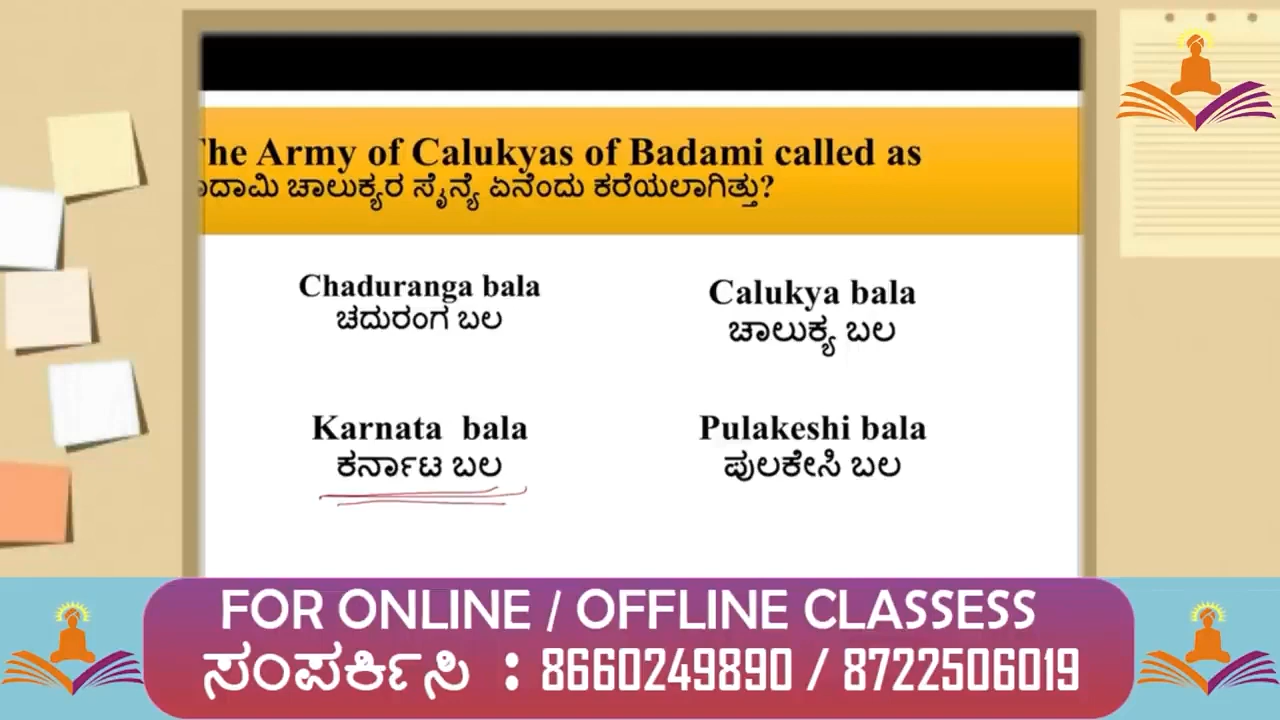 The Army of Calukyas of Badami called as
ಬಾದಾಮಿ ಚಾಲುಕ್ಯರ ಸೈನ್ಯೆ ಏನೆಂದು ಕರೆಯಲಾಗಿತ್ತು?
Chaduranga bala
ಚದುರಂಗ ಬಲ
Calukya bala
ಚಾಲುಕ್ಯ ಬಲ
Karnata bala
ಕರ್ನಾಟ ಬಲ
Pulakeshi bala
ಪುಲಕೇಸಿ ಬಲ
FOR ONLINE / OFFLINE CLASSESS
ಸಂಪರ್ಕಿಸಿ : 8660249890 / 8722506019